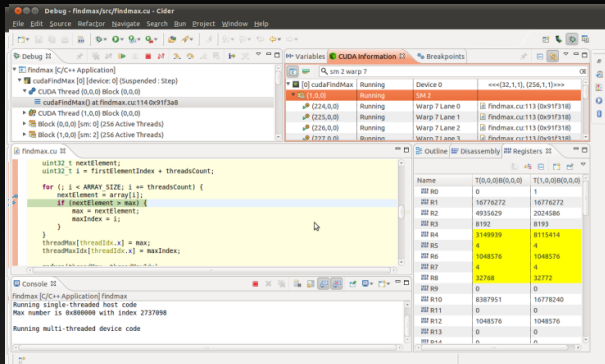 Debug - findmax/src/findmax.cu - Cider
File Edit Source Refactor Navigate Search Run Project Window Help
Debug
findmax [C/C++ Application]
cudaFindMax [0] [device: 0] (Suspended : Step)
CUDA Thread (0,0,0) Block (0,0,0)
cudaFindMax() at findmax.cu:114 0x91f3a8
CUDA Thread (1,0,0) Block (0,0,0)
Block (0,0,0) [sm: 0] (256 Active Threads)
Block (1,0,0) [sm: 2] (256 Active Threads)
Variables CUDA Information Breakpoints
sm 2 warp 7
[0] cudaFindMax Running Device 0 <<<(32,1,1), (256,1,1)>>>
(1,0,0) Running SM 2
(224,0,0) Running Warp 7 Lane 0 findmax.cu:113 (0x91f318)
(225,0,0) Running Warp 7 Lane 1 findmax.cu:113 (0x91f318)
(226,0,0) Running Warp 7 Lane 2 findmax.cu:113 (0x91f318)
(227,0,0) Running Warp 7 Lane 3 findmax.cu:113 (0x91f318)
findmax.cu
uint32_t nextElement;
uint32_t i = firstElementIndex + threadsCount;
for (; i < ARRAY_SIZE; i += threadsCount) {
nextElement = array[i];
if (nextElement > max) {
max = nextElement;
maxIndex = i;
}
}
threadMax[threadIdx.x] = max;
threadMaxIdx[threadIdx.x] = maxIndex;
Outline Disassembly Registers
Name T(0,0,0)B(0,0,0) T(1,0,0)B(0,0,0)
R0 0 1
R1 16776272 16776272
R2 4935629 2024586
R3 8192 8193
R4 3149939 8115414
R5 4 4
R6 1048576 1048576
R7 4 4
R8 32768 32772
R9 0 0
R10 8387951 16778240
R11 0 0
R12 1048576 1048576
R13 0 0
R14
Console
findmax [C/C++ Application] findmax
Running single-threaded host code
Max number is 0x800000 with index 2737098
Running multi-threaded device code